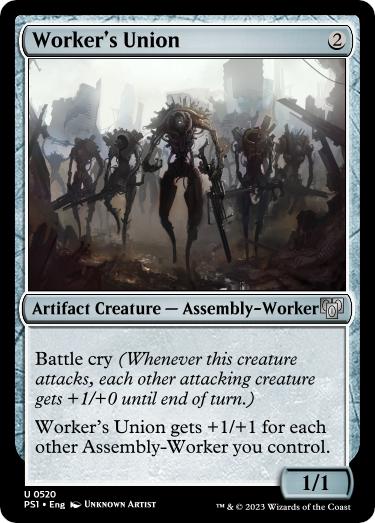 Worker's Union 2
Artifact Creature — Assembly-Worker
Battle cry (Whenever this creature
attacks, each other attacking creature
gets +1/+0 until end of turn.)
Worker's Union gets +1/+1 for each
other Assembly-Worker you control.
1/1
U 0520
PS1 • Eng Unknown Artist
™ & © 2023 Wizards of the Coast